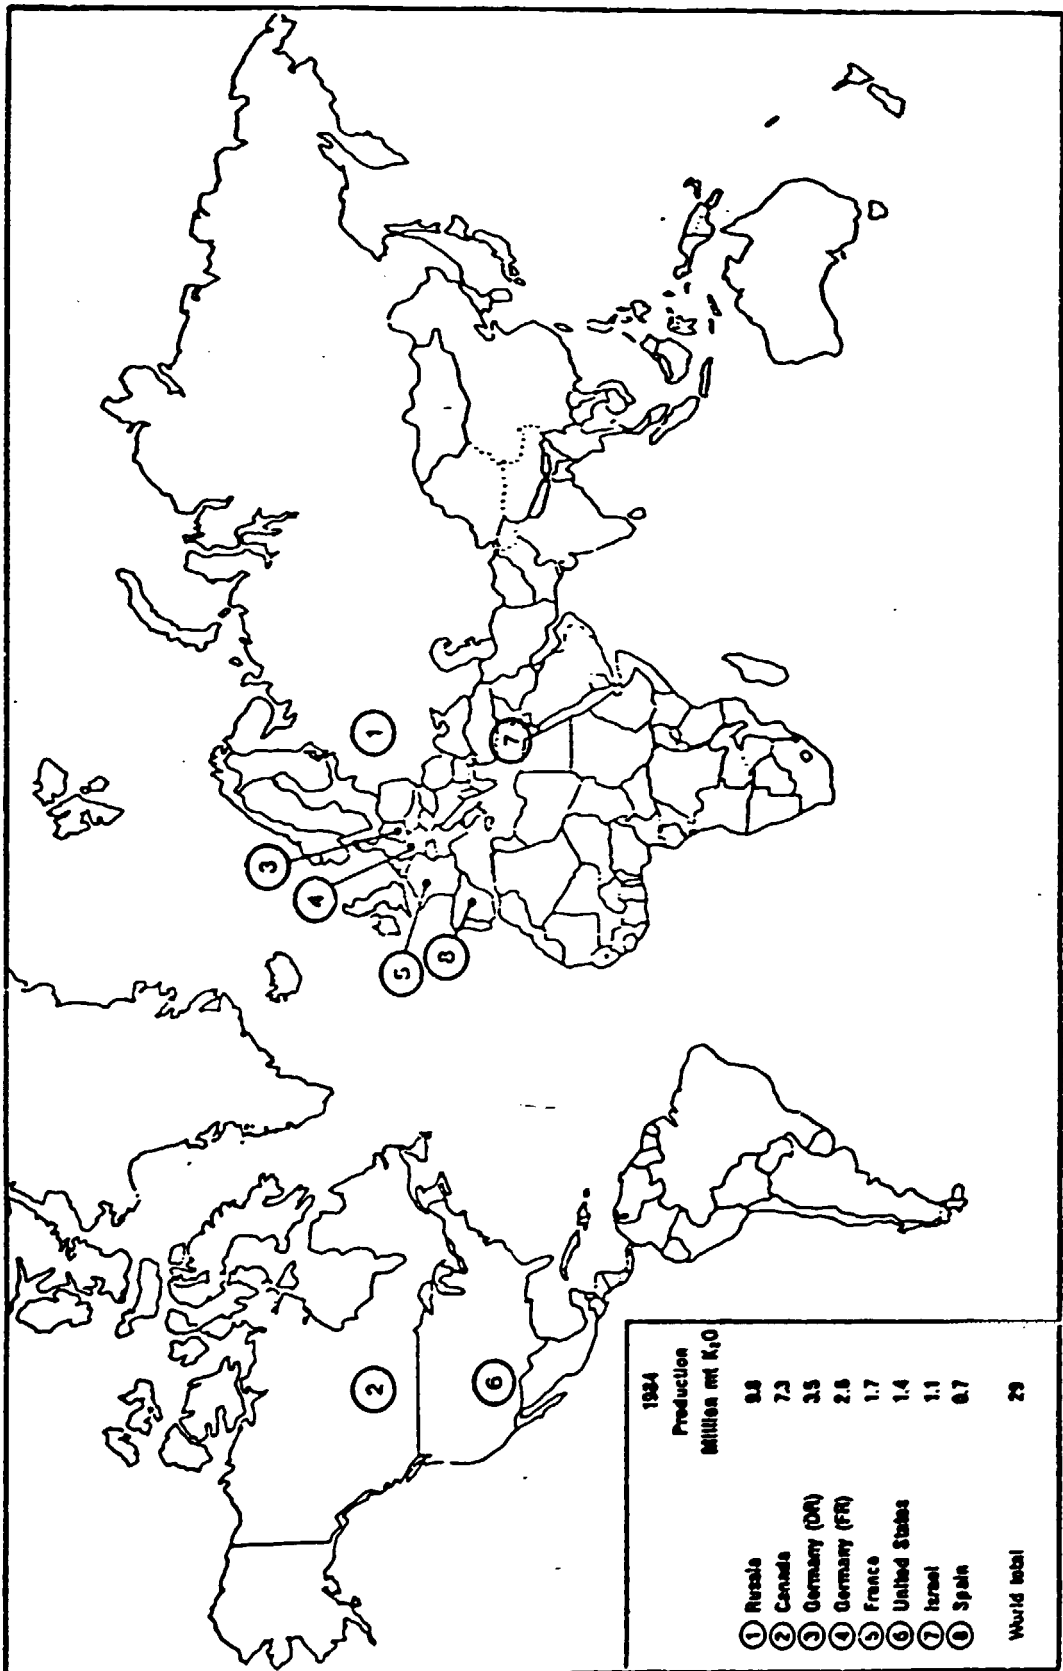 1
3
4
7
5
8
2
6
1984
Production
Million mt K₂O
1 Russia 9.8
2 Canada 7.3
3 Germany (DR) 3.5
4 Germany (FR) 2.6
5 France 1.7
6 United States 1.4
7 Israel 1.1
8 Spain 0.7
World total 29